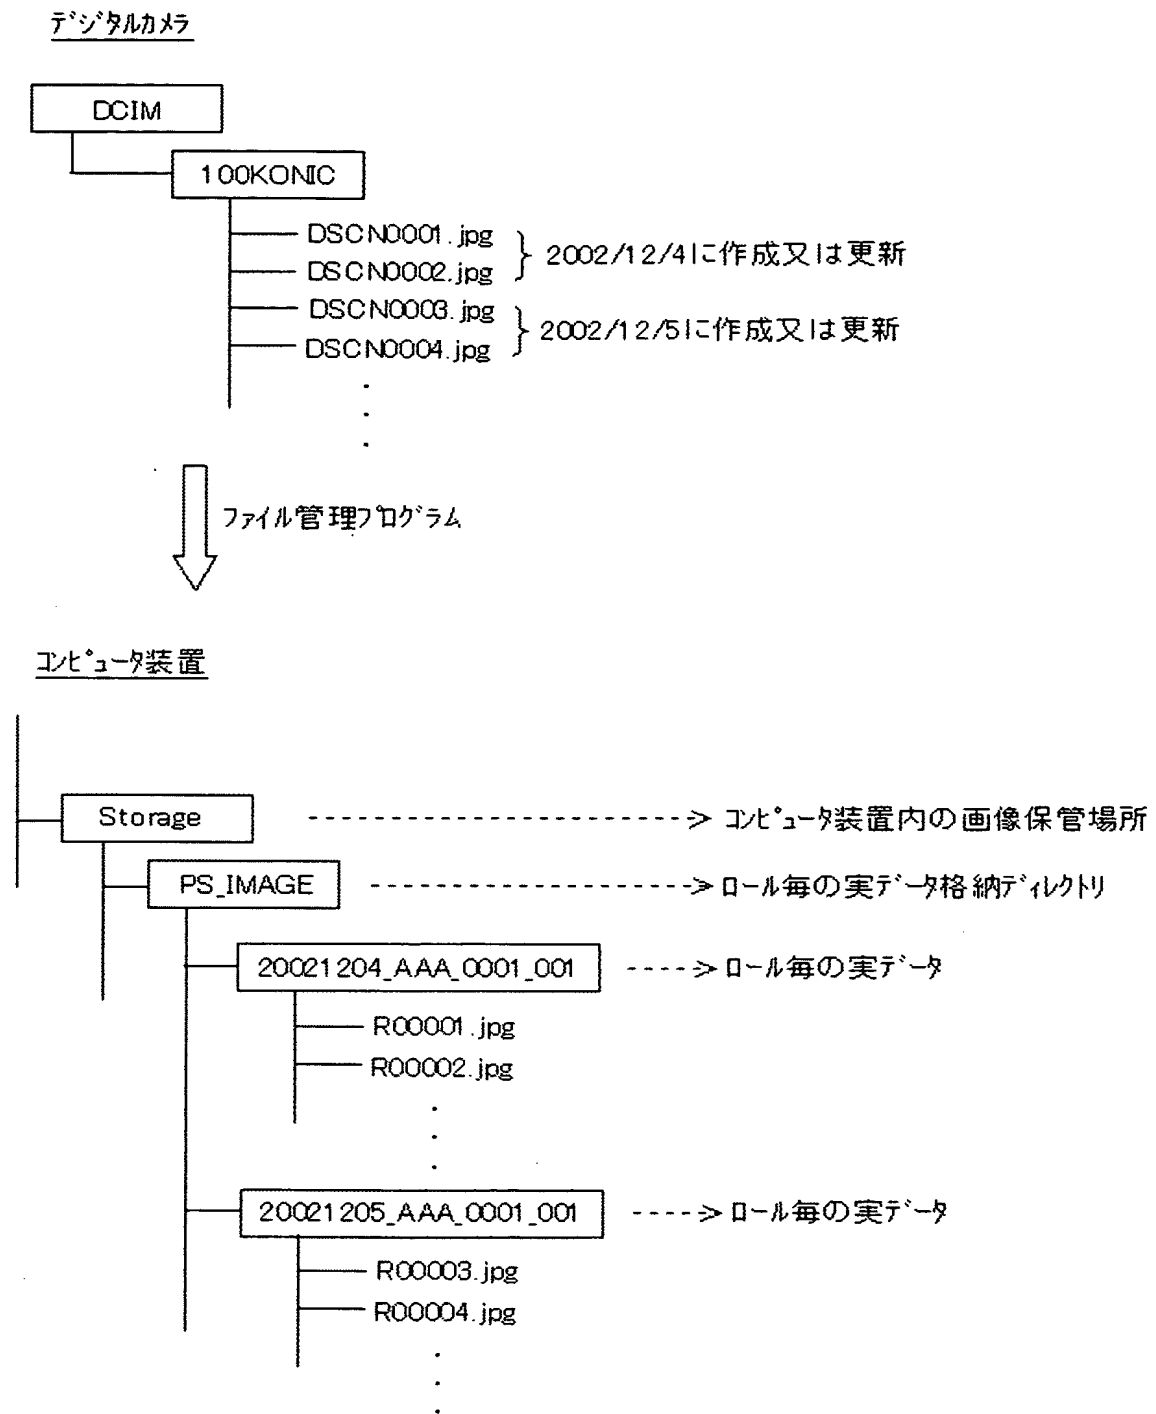 デジタルカメラ
DCIM
100KONIC
DSCN0001.jpg
DSCN0002.jpg
2002/12/4に作成又は更新
DSCN0003.jpg
DSCN0004.jpg
2002/12/5に作成又は更新
ファイル管理プログラム
コンピュータ装置
Storage
コンピュータ装置内の画像保管場所
PS_IMAGE
ロール毎の実データ格納ディレクトリ
20021204_AAA_0001_001
ロール毎の実データ
R00001.jpg
R00002.jpg
20021205_AAA_0001_001
ロール毎の実データ
R00003.jpg
R00004.jpg